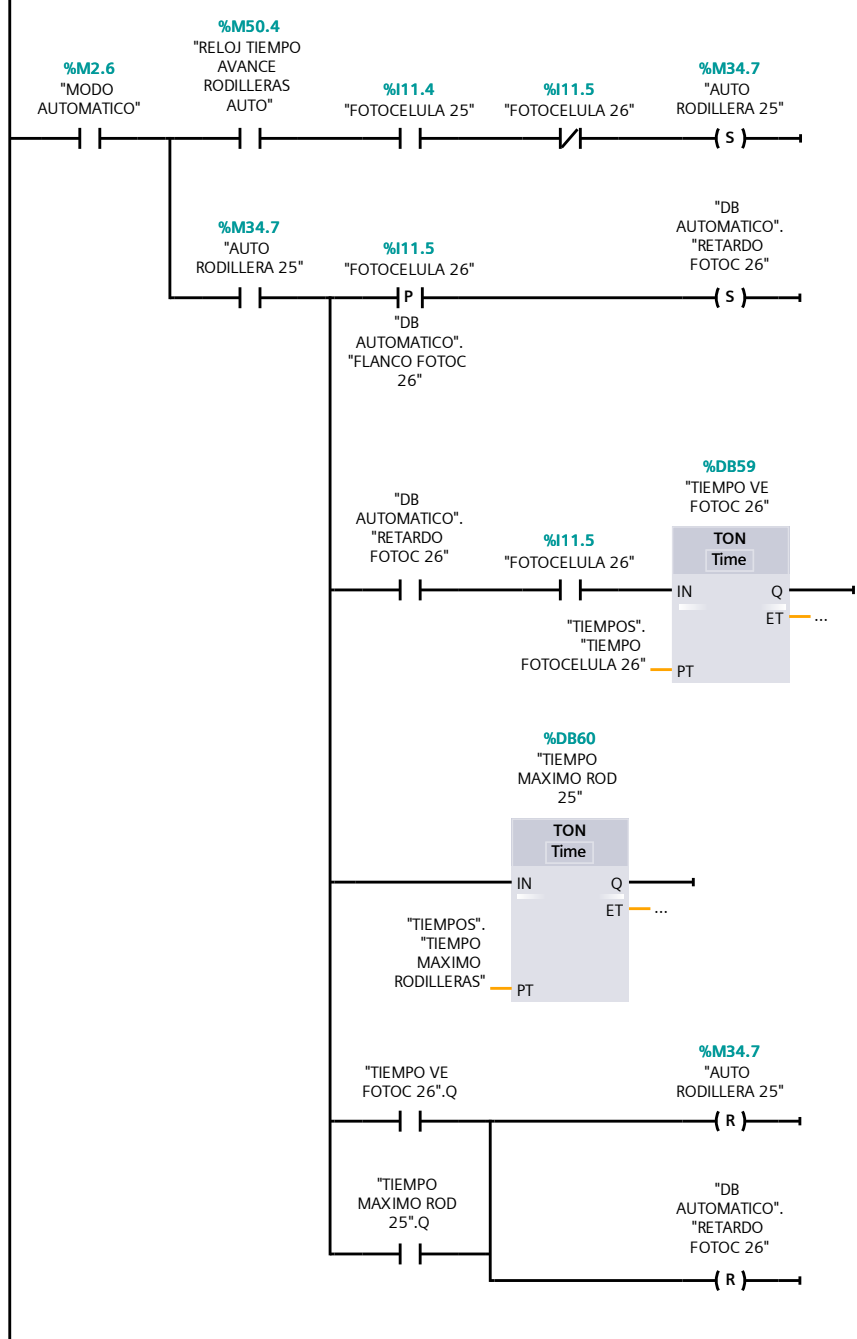 %M50.4
"RELOJ TIEMPO
AVANCE
RODILLERAS
AUTO"
%M2.6
"MODO
AUTOMATICO"
%I11.4
"FOTOCELULA 25"
%I11.5
"FOTOCELULA 26"
%M34.7
"AUTO
RODILLERA 25"
S
%M34.7
"AUTO
RODILLERA 25"
%I11.5
"FOTOCELULA 26"
P
"DB
AUTOMATICO".
"FLANCO FOTOC
26"
"DB
AUTOMATICO".
"RETARDO
FOTOC 26"
S
"DB
AUTOMATICO".
"RETARDO
FOTOC 26"
%I11.5
"FOTOCELULA 26"
%DB59
"TIEMPO VE
FOTOC 26"
TON
Time
IN
Q
ET
...
"TIEMPOS".
"TIEMPO
FOTOCELULA 26"
PT
%DB60
"TIEMPO
MAXIMO ROD
25"
TON
Time
IN
Q
ET
...
"TIEMPOS".
"TIEMPO
MAXIMO
RODILLERAS"
PT
"TIEMPO VE
FOTOC 26".Q
%M34.7
"AUTO
RODILLERA 25"
R
"TIEMPO
MAXIMO ROD
25".Q
"DB
AUTOMATICO".
"RETARDO
FOTOC 26"
R